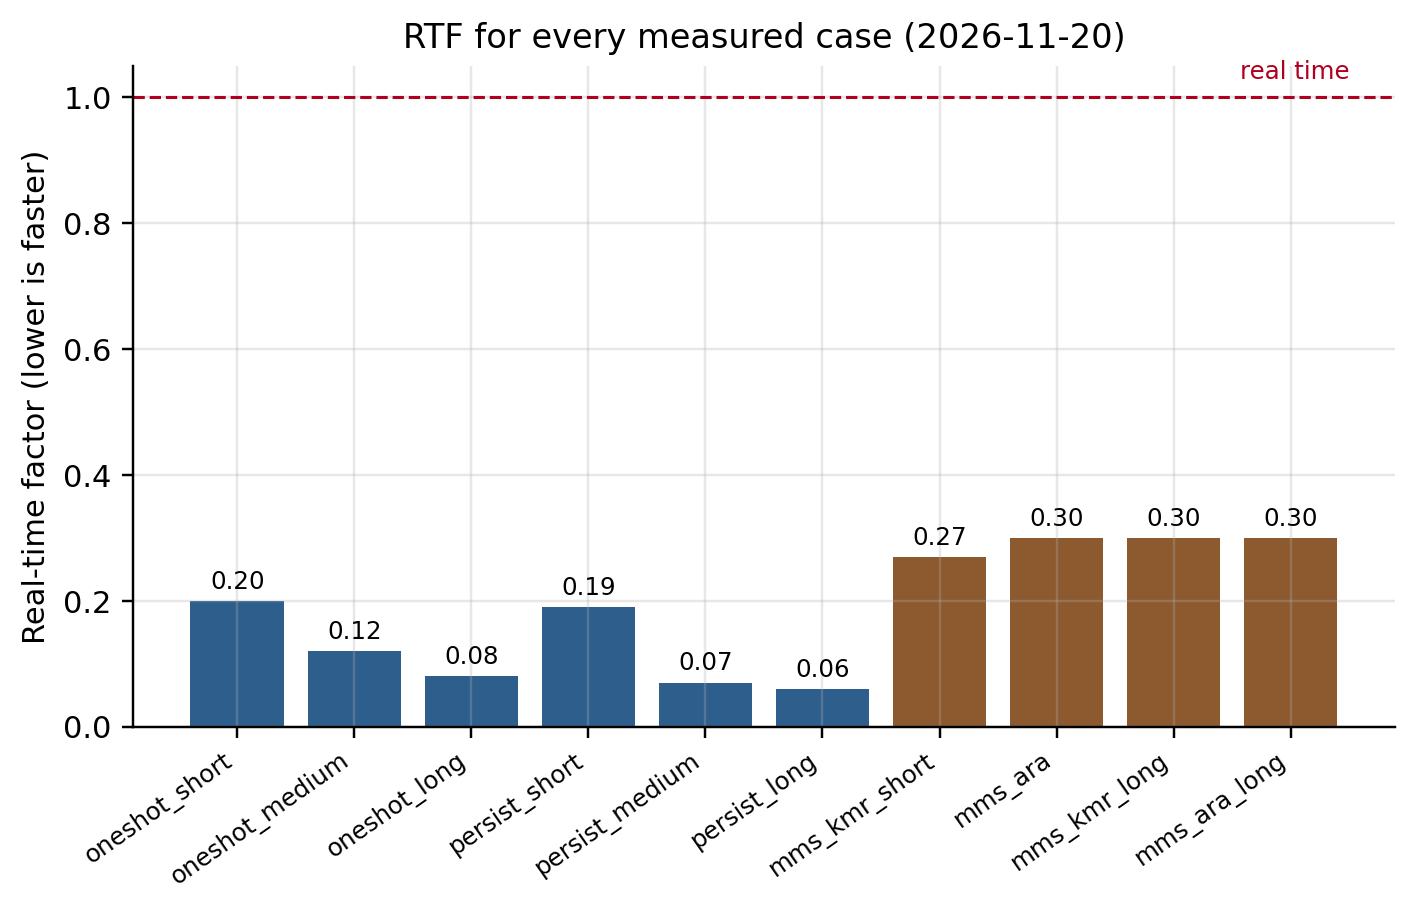 RTF for every measured case (2026-11-20)
real time
Real-time factor (lower is faster)
1.0
0.8
0.6
0.4
0.2
0.0
0.20
0.12
0.08
0.19
0.07
0.06
0.27
0.30
0.30
0.30
oneshot_short
oneshot_medium
oneshot_long
persist_short
persist_medium
persist_long
mms_kmr_short
mms_ara
mms_kmr_long
mms_ara_long